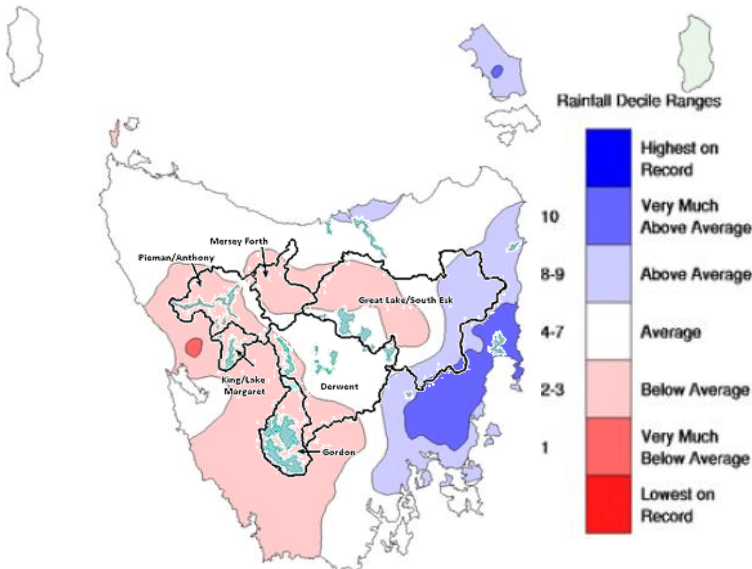 Rainfall Decile Ranges
Highest on
Record
10
Very Much
Above Average
8-9
Above Average
4-7
Average
2-3
Below Average
1
Very Much
Below Average
Lowest on
Record
Mersey Forth
Pieman/Anthony
Great Lake/South Esk
King/Lake
Margaret
Derwent
Gordon